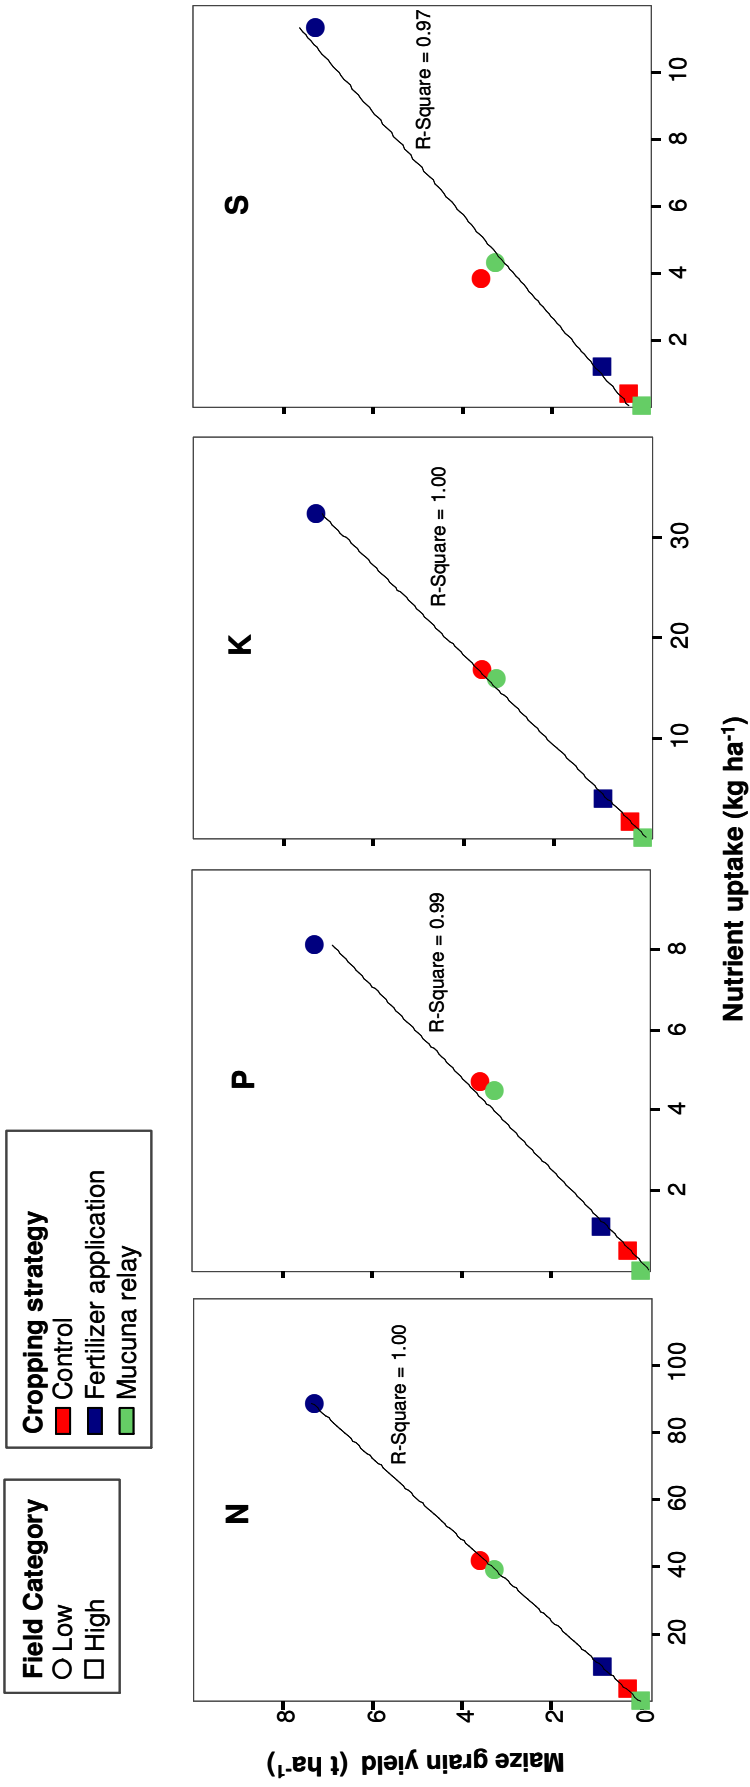 Field Category
Low
High
Cropping strategy
Control
Fertilizer application
Mucuna relay
Maize grain yield (t ha-1)
8
6
4
2
0
N
R-Square = 1.00
20
40
60
80
100
P
R-Square = 0.99
2
4
6
8
K
R-Square = 1.00
10
20
30
S
R-Square = 0.97
2
4
6
8
10
Nutrient uptake (kg ha-1)